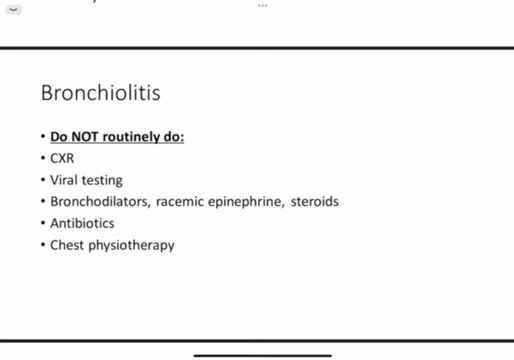 Bronchiolitis
• Do NOT routinely do:
• CXR
• Viral testing
• Bronchodilators, racemic epinephrine, steroids
• Antibiotics
• Chest physiotherapy